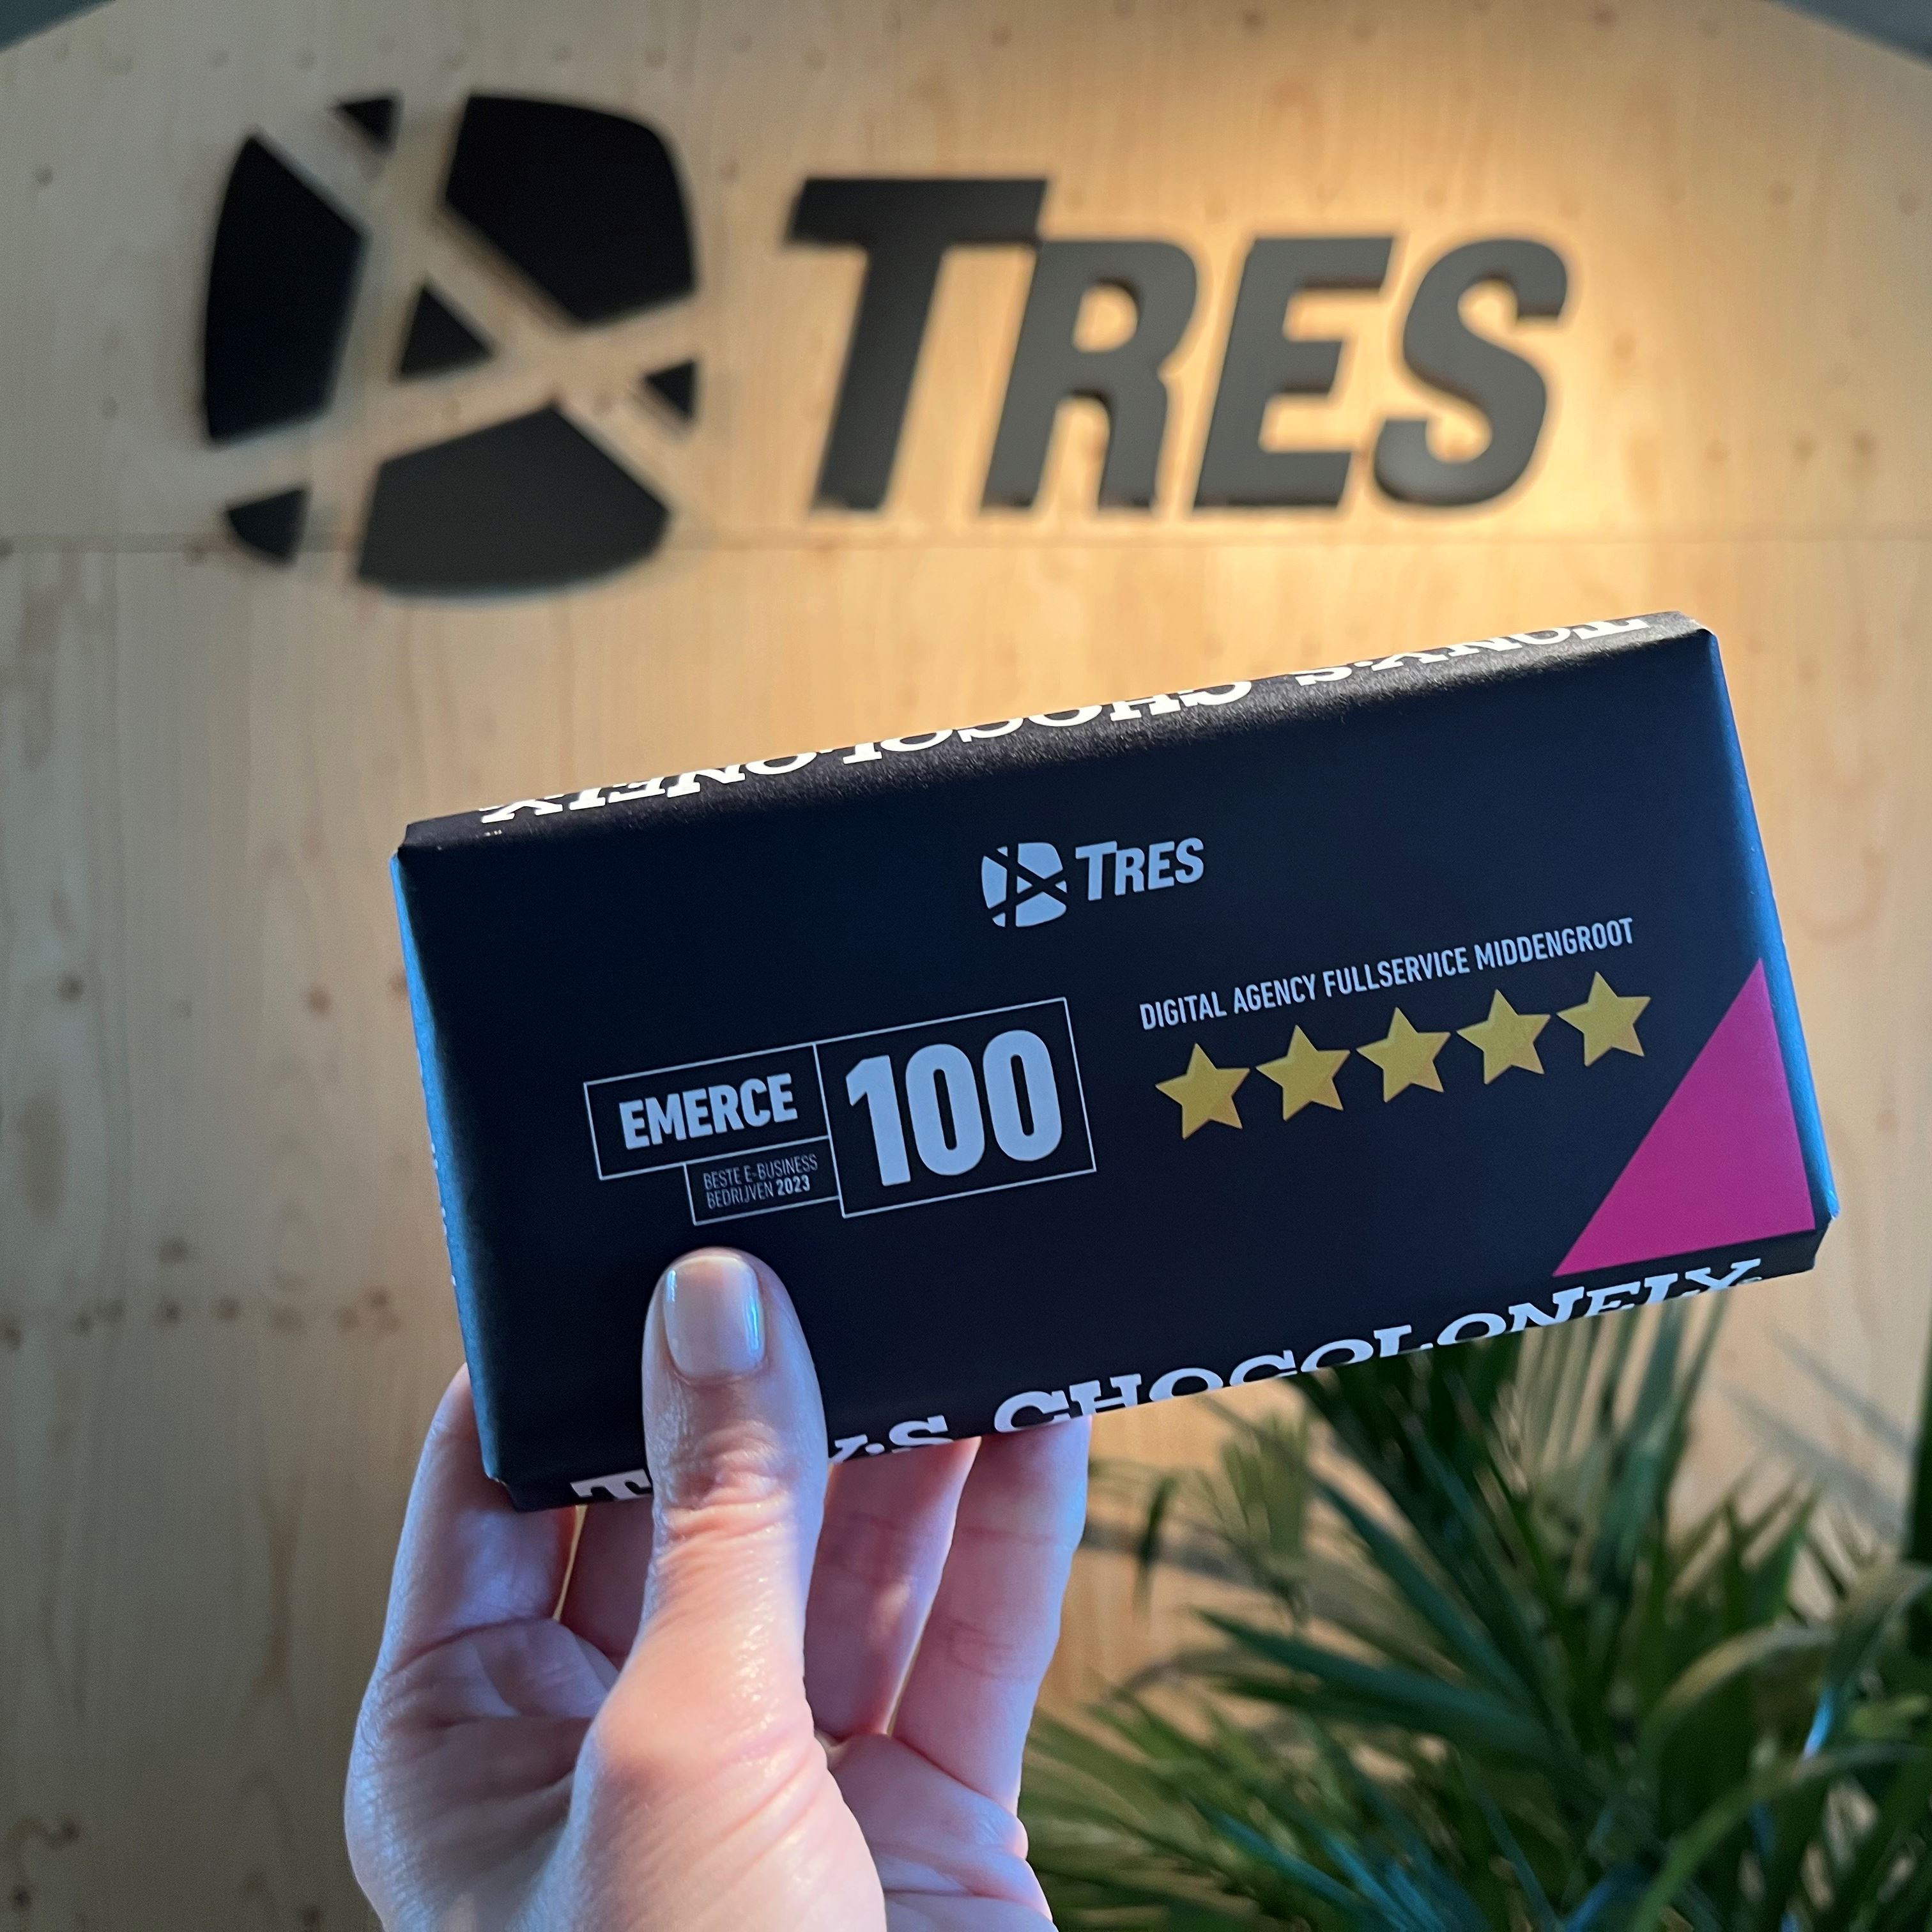 TRES
TONY'S CHOCOLONELY
TRES
DIGITAL AGENCY FULLSERVICE MIDDENGROOT
EMERCE
100
BESTE E-BUSINESS
BEDRIJVEN 2023
T Y'S CHOCOLONELY